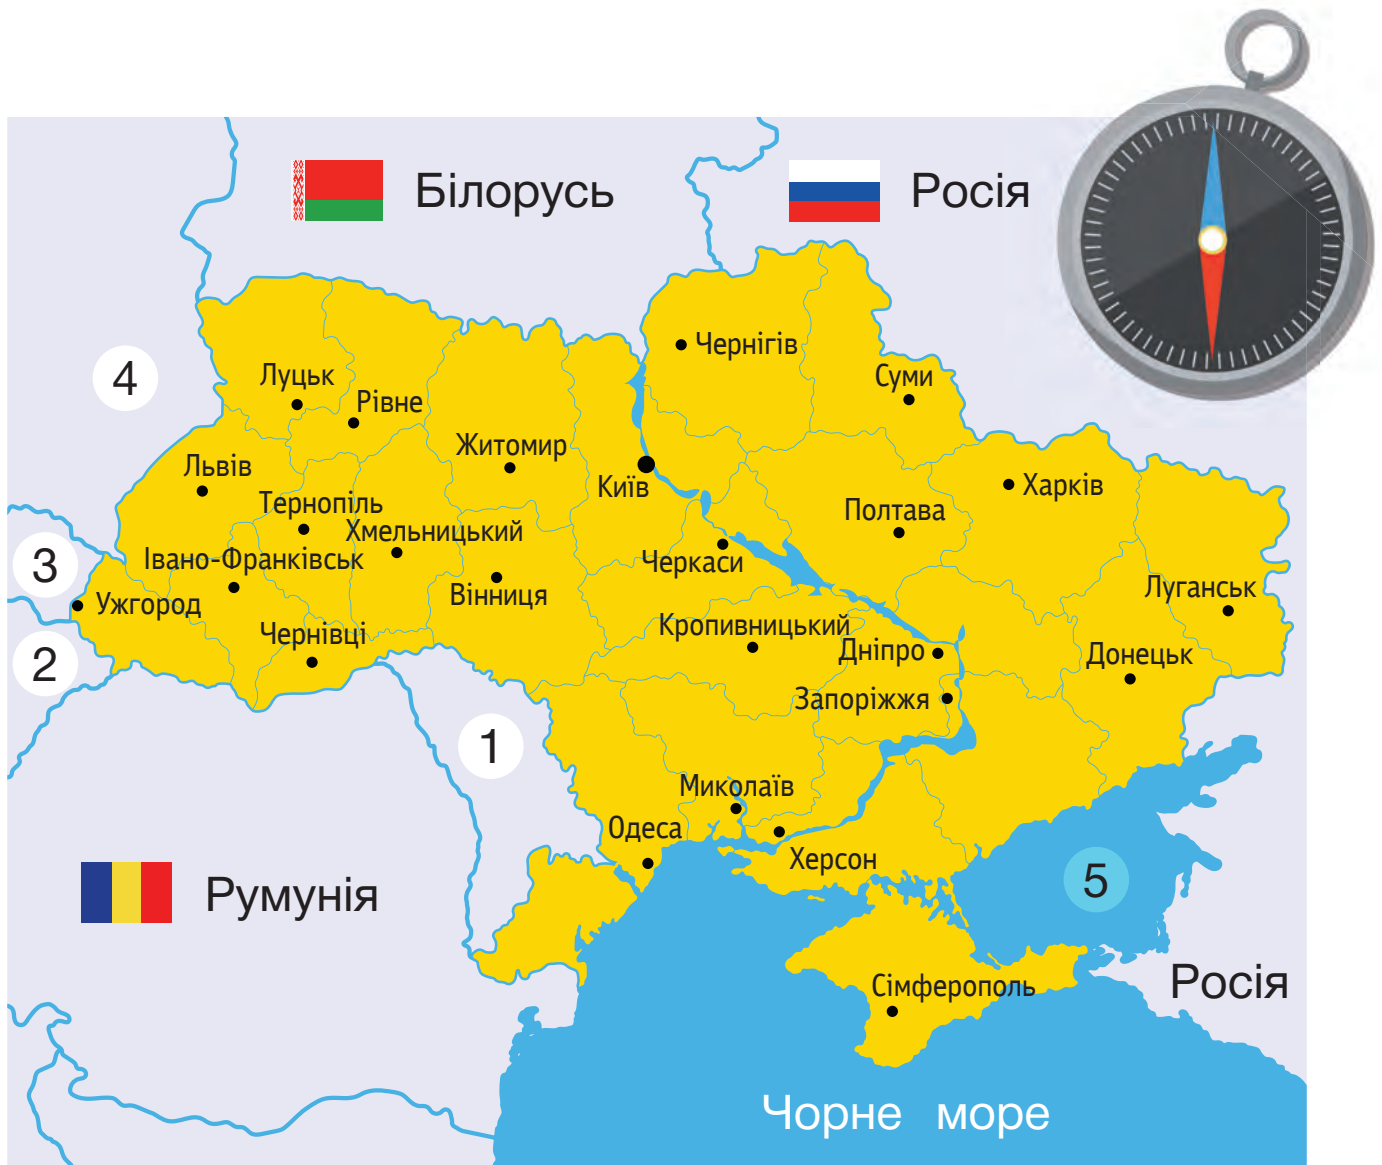 Білорусь
Росія
Чернігів
4
Луцьк
Суми
Рівне
Житомир
Львів
Київ
Харків
Тернопіль
Полтава
Хмельницький
Івано-Франківськ
Черкаси
3
Луганськ
Вінниця
Ужгород
Кропивницький
Чернівці
Дніпро
Донецьк
2
Запоріжжя
1
Миколаїв
Одеса
Херсон
5
Румунія
Росія
Сімферополь
Чорне море